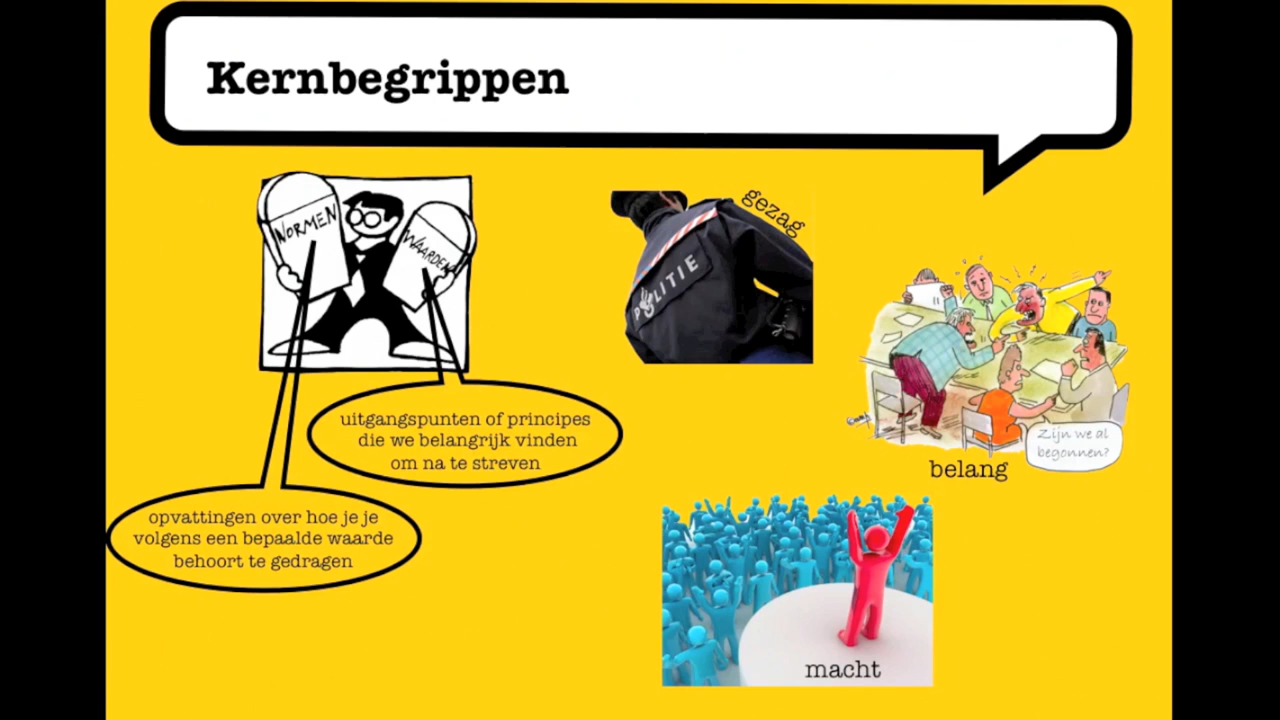 Kernbegrippen
NORMEN
WAARDEN
uitgangspunten of principes
die we belangrijk vinden
om na te streven
opvattingen over hoe je je
volgens een bepaalde waarde
behoort te gedragen
gezag
POLITIE
Zijn we al
begonnen?
belang
macht